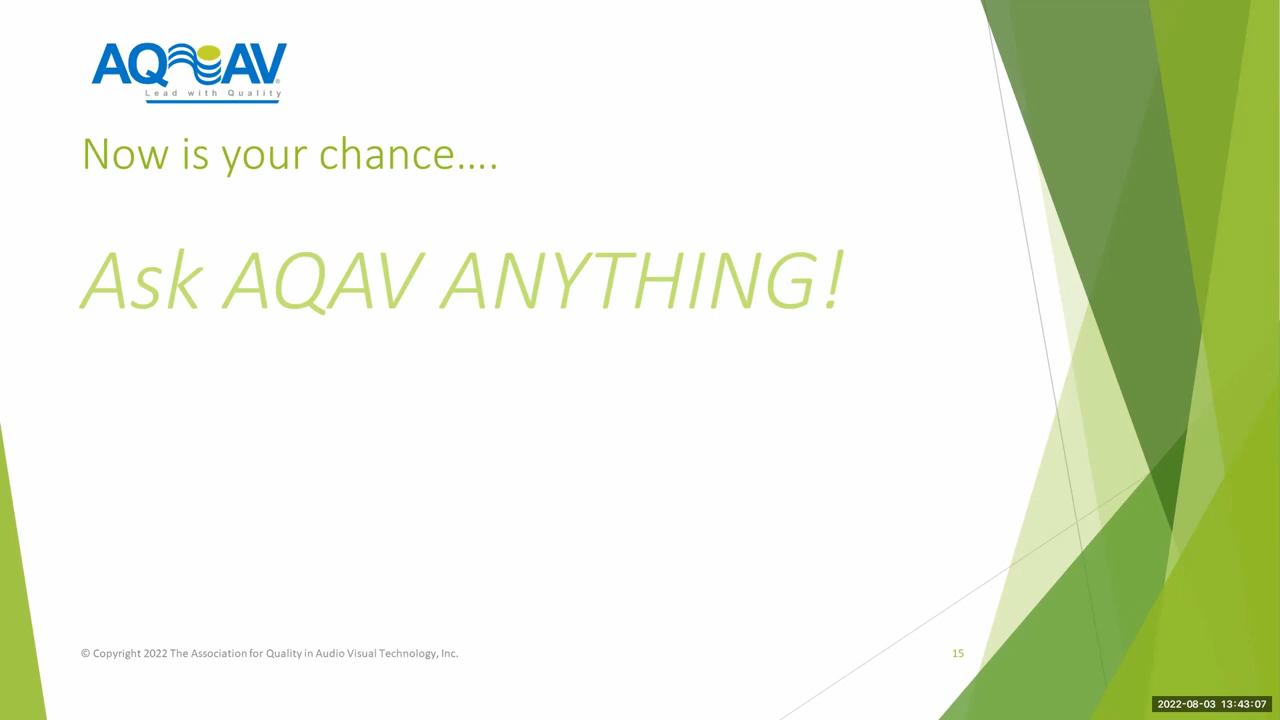 AQAV
Lead with Quality
Now is your chance....
Ask AQAV ANYTHING!
© Copyright 2022 The Association for Quality in Audio Visual Technology, Inc.
15
2022-08-03 13:43:07